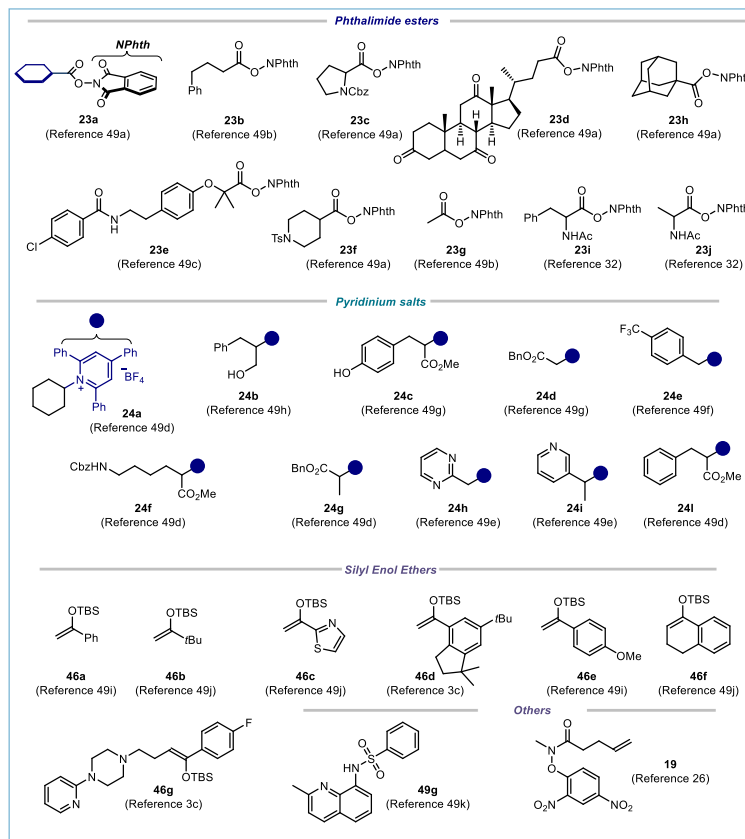 Phthalimide esters
NPhth
O O N O O
23a
(Reference 49a)
O O NPhth Ph
23b
(Reference 49b)
O O NPhth N Cbz
23c
(Reference 49a)
O O NPhth O H H H O O
23d
(Reference 49a)
O O NPhth
23h
(Reference 49a)
O N H Cl O O O NPhth
23e
(Reference 49c)
O O NPhth TsN
23f
(Reference 49a)
O O NPhth
23g
(Reference 49b)
Ph O O NPhth NHAc
23i
(Reference 32)
O O NPhth NHAc
23j
(Reference 32)
Pyridinium salts
Ph Ph N + Ph − BF4
24a
(Reference 49d)
Ph HO
24b
(Reference 49h)
HO CO2Me
24c
(Reference 49g)
BnO2C
24d
(Reference 49g)
F3C
24e
(Reference 49f)
CbzHN CO2Me
24f
(Reference 49d)
BnO2C
24g
(Reference 49d)
N N
24h
(Reference 49e)
N
24i
(Reference 49e)
CO2Me
24l
(Reference 49d)
Silyl Enol Ethers
OTBS Ph
46a
(Reference 49i)
OTBS tBu
46b
(Reference 49j)
OTBS N S
46c
(Reference 49j)
OTBS tBu
46d
(Reference 3c)
OTBS OMe
46e
(Reference 49i)
OTBS
46f
(Reference 49j)
Others
F OTBS N N N
46g
(Reference 3c)
O S O NH N
49g
(Reference 49k)
O N O O2N NO2
19
(Reference 26)